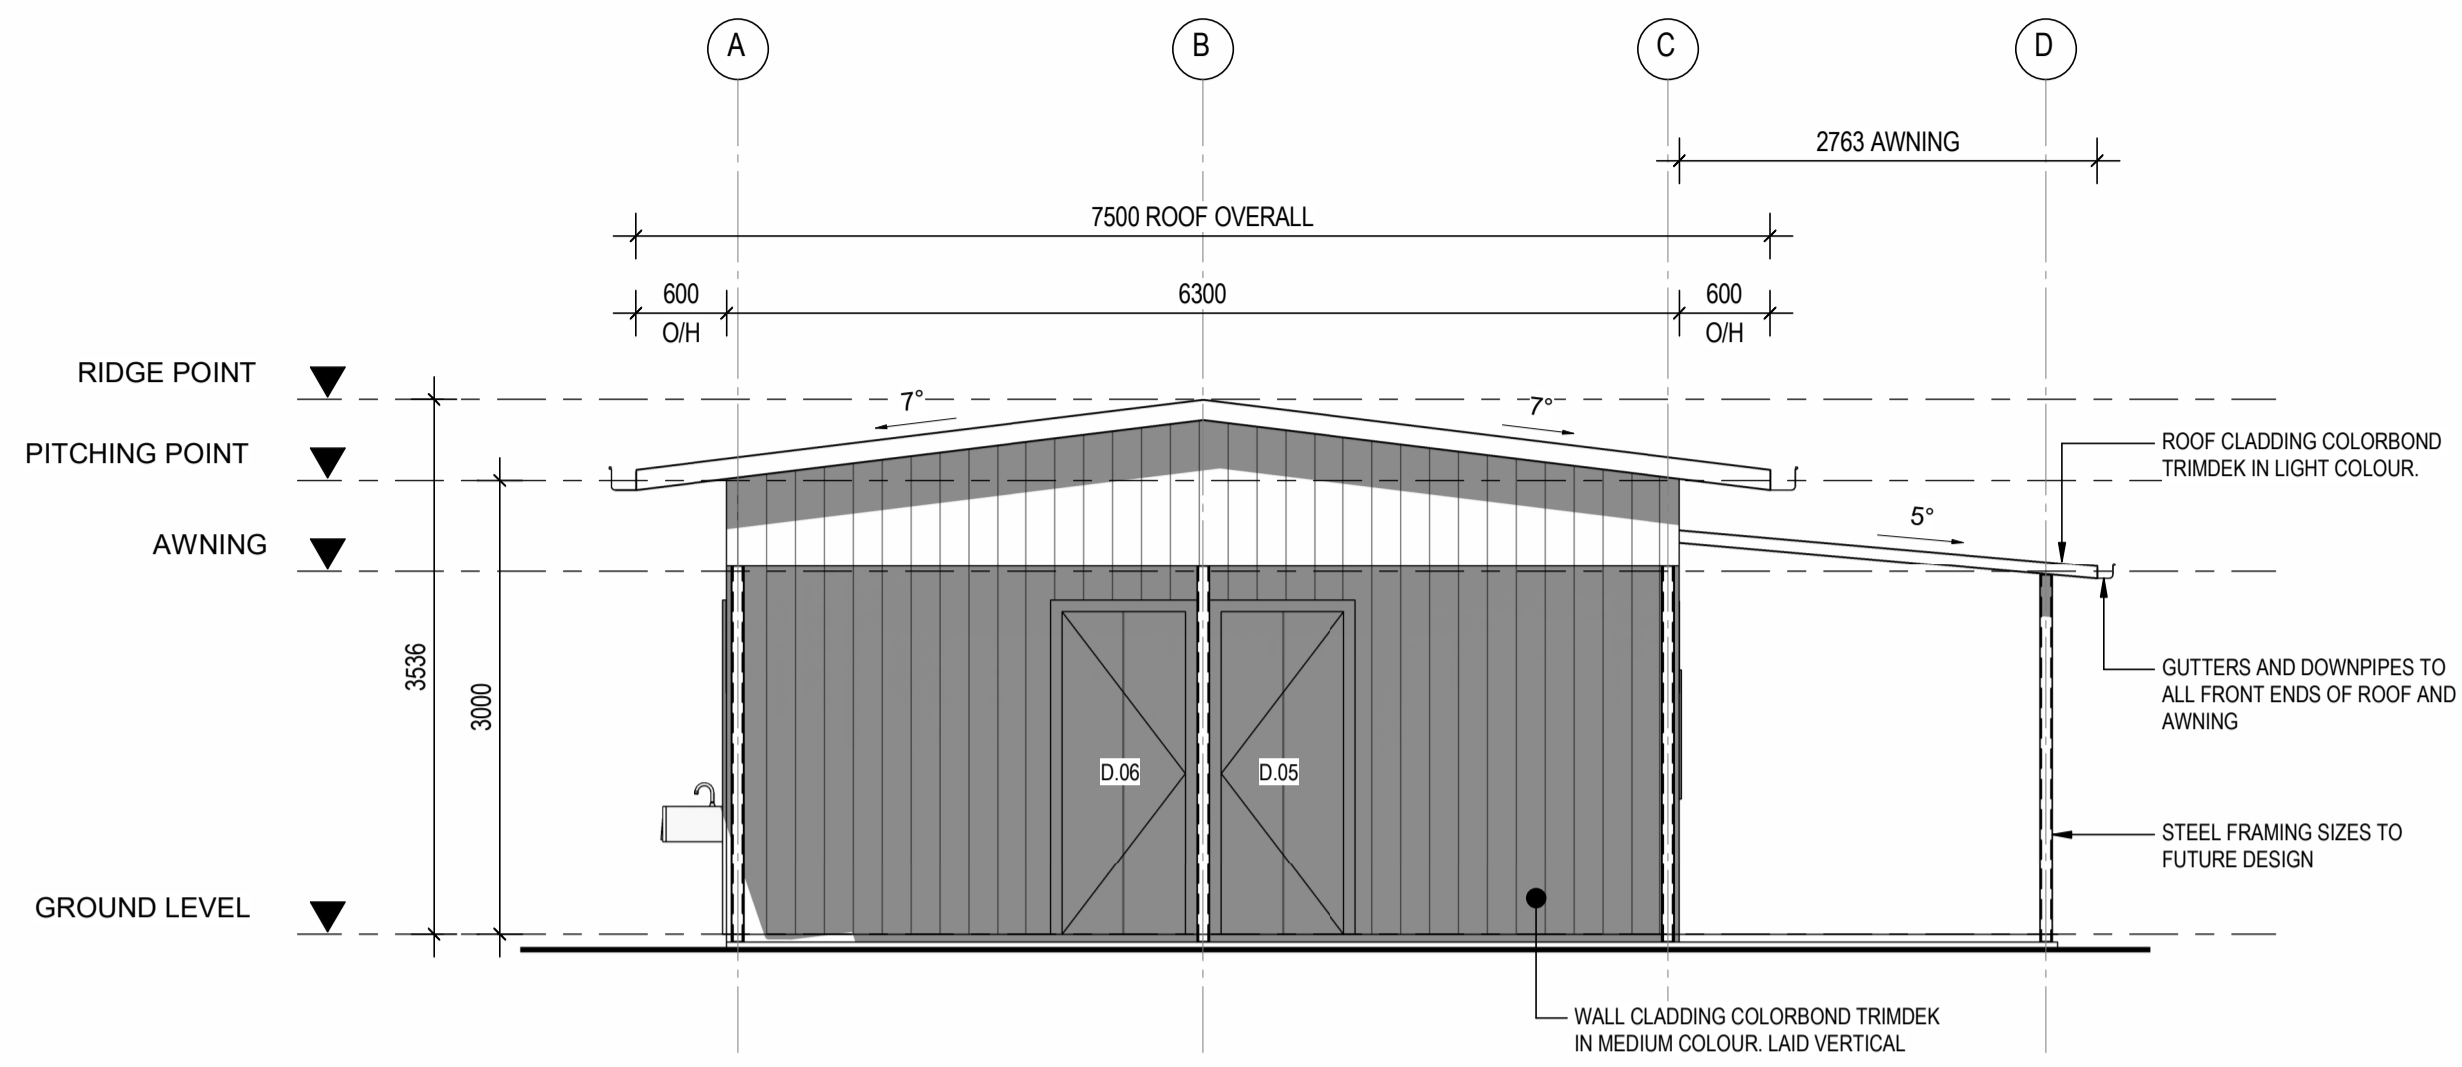 A
B
C
D
2763 AWNING
7500 ROOF OVERALL
600
O/H
6300
600
O/H
RIDGE POINT
7°
7°
PITCHING POINT
ROOF CLADDING COLORBOND
TRIMDEK IN LIGHT COLOUR.
AWNING
5°
3536
3000
GUTTERS AND DOWNPIPES TO
ALL FRONT ENDS OF ROOF AND
AWNING
D.06
D.05
STEEL FRAMING SIZES TO
FUTURE DESIGN
GROUND LEVEL
WALL CLADDING COLORBOND TRIMDEK
IN MEDIUM COLOUR. LAID VERTICAL